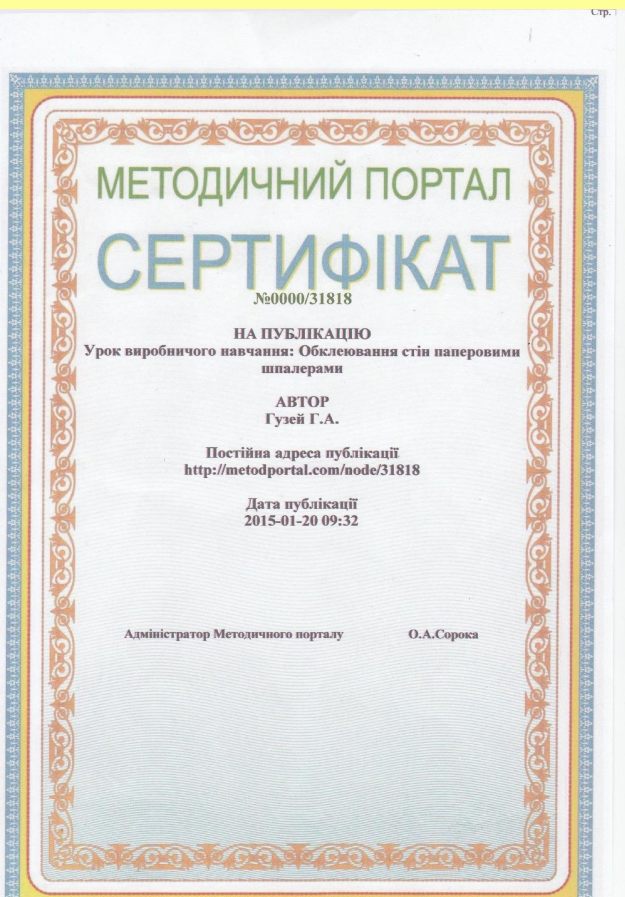 Стр.
МЕТОДИЧНИЙ ПОРТАЛ
СЕРТИФІКАТ
№0000/31818
НА ПУБЛІКАЦІЮ
Урок виробничого навчання: Обклеювання стін паперовими
шпалерами
АВТОР
Гузей Г.А.
Постійна адреса публікації
http://metodportal.com/node/31818
Дата публікації
2015-01-20 09:32
Адміністратор Методичного порталу О.А.Сорока